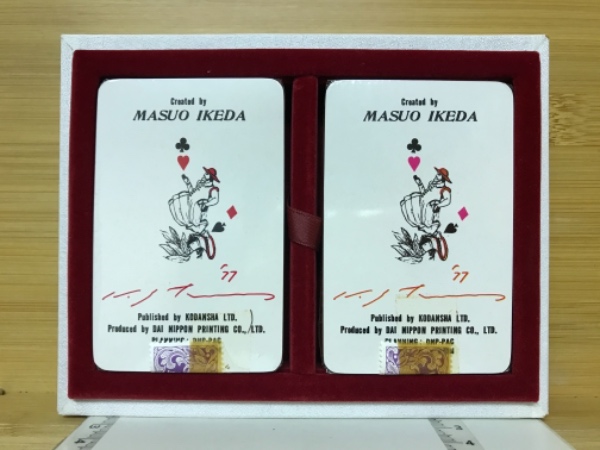 Created by
MASUO IKEDA
'77
Published by KODANSHA LTD.
Produced by DAI NIPPON PRINTING CO., LTD.
PLANNING: DNP-PAC
Created by
MASUO IKEDA
'77
Published by KODANSHA LTD.
Produced by DAI NIPPON PRINTING CO., LTD.
PLANNING: DNP-PAC